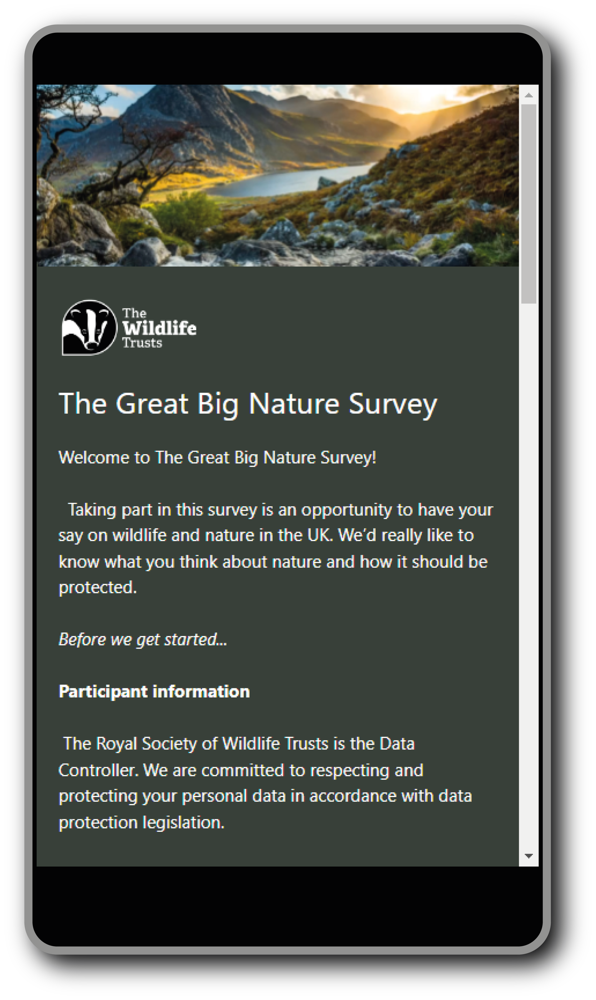 The
Wildlife
Trusts
The Great Big Nature Survey
Welcome to The Great Big Nature Survey!
Taking part in this survey is an opportunity to have your
say on wildlife and nature in the UK. We’d really like to
know what you think about nature and how it should be
protected.
Before we get started...
Participant information
The Royal Society of Wildlife Trusts is the Data
Controller. We are committed to respecting and
protecting your personal data in accordance with data
protection legislation.